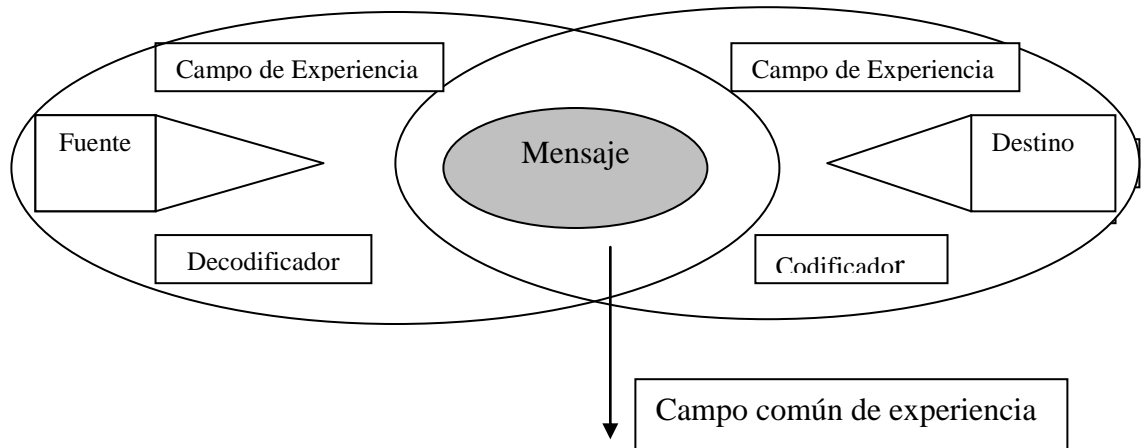 Campo de Experiencia
Campo de Experiencia
Fuente
Mensaje
Destino
Decodificador
Codificador
Campo común de experiencia